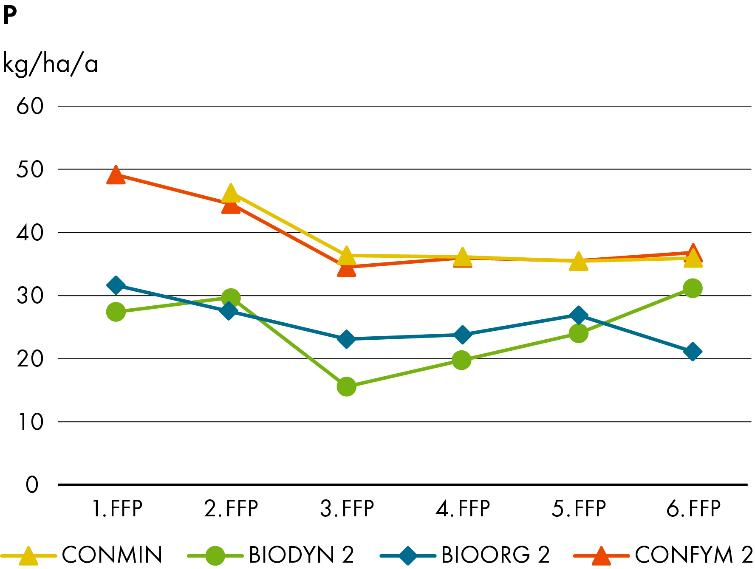 P
kg/ha/a
60
50
40
30
20
10
0
1. FFP 2. FFP 3. FFP 4. FFP 5. FFP 6. FFP
CONMIN BIODYN 2 BIOORG 2 CONFYM 2